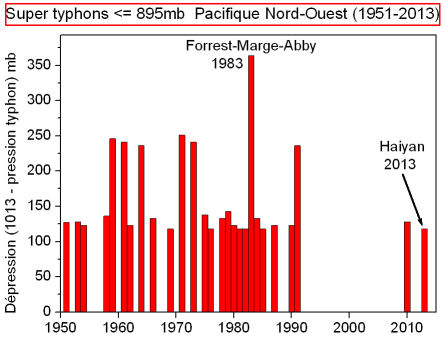 Super typhons <= 895mb Pacifique Nord-Ouest (1951-2013)
Forrest-Marge-Abby
1983
Haiyan
2013
Dépression (1013 - pression typhon) mb
350
300
250
200
150
100
50
0
1950 1960 1970 1980 1990 2000 2010